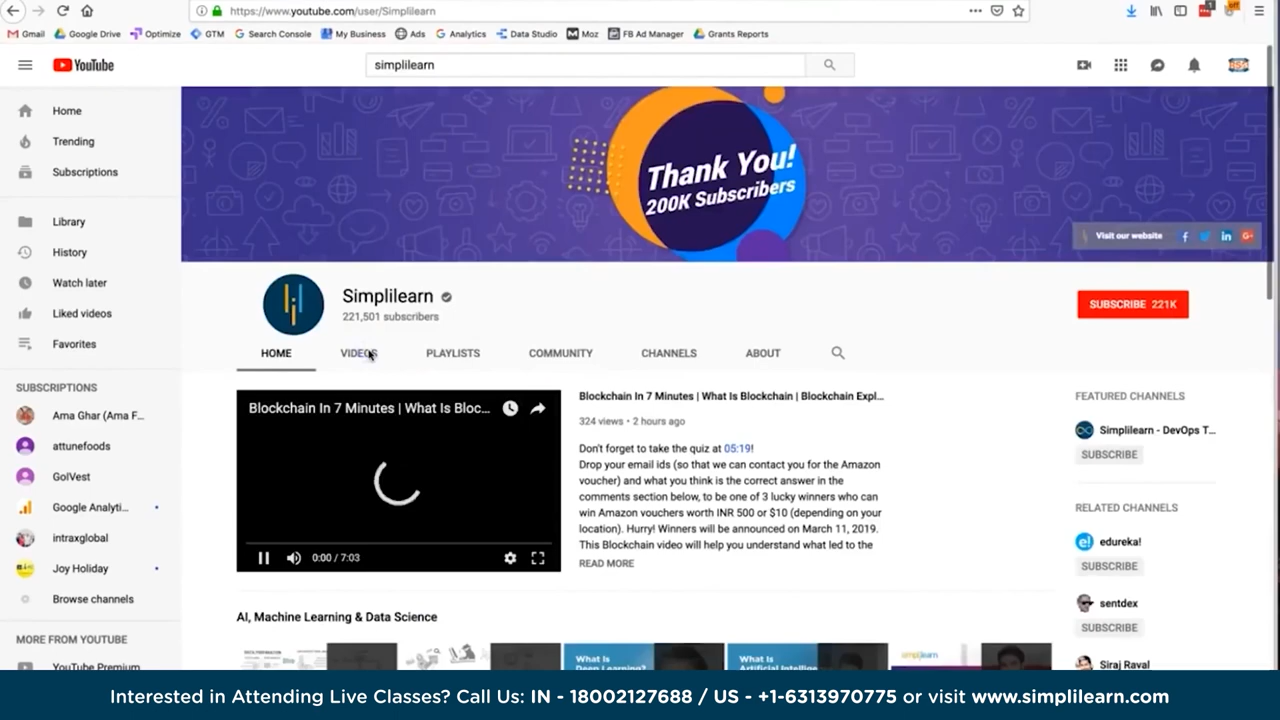 https://www.youtube.com/user/Simplilearn
Gmail Google Drive Optimize GTM Search Console My Business Ads Analytics Data Studio Moz FB Ad Manager Grants Reports
YouTube
simplilearn
Home
Trending
Subscriptions
Library
History
Watch later
Liked videos
Favorites
SUBSCRIPTIONS
Ama Ghar (Ama F...
attunefoods
GolVest
Google Analyti...
intraxglobal
Joy Holiday
Browse channels
MORE FROM YOUTUBE
YouTube Premium
Thank You!
200K Subscribers
Visit our website
Simplilearn
221,501 subscribers
SUBSCRIBE 221K
HOME VIDEOS PLAYLISTS COMMUNITY CHANNELS ABOUT
Blockchain In 7 Minutes | What Is Bloc...
0:00 / 7:03
Blockchain In 7 Minutes | What Is Blockchain | Blockchain Expl...
324 views • 2 hours ago
Don't forget to take the quiz at 05:19!
Drop your email ids (so that we can contact you for the Amazon
voucher) and what you think is the correct answer in the
comments section below, to be one of 3 lucky winners who can
win Amazon vouchers worth INR 500 or $10 (depending on your
location). Hurry! Winners will be announced on March 11, 2019.
This Blockchain video will help you understand what led to the
READ MORE
FEATURED CHANNELS
Simplilearn - DevOps T...
SUBSCRIBE
RELATED CHANNELS
edureka!
SUBSCRIBE
sentdex
SUBSCRIBE
Siraj Raval
AI, Machine Learning & Data Science
What Is
Deep Learning?
What Is
Artificial Intellige
Interested in Attending Live Classes? Call Us: IN - 18002127688 / US - +1-6313970775 or visit www.simplilearn.com